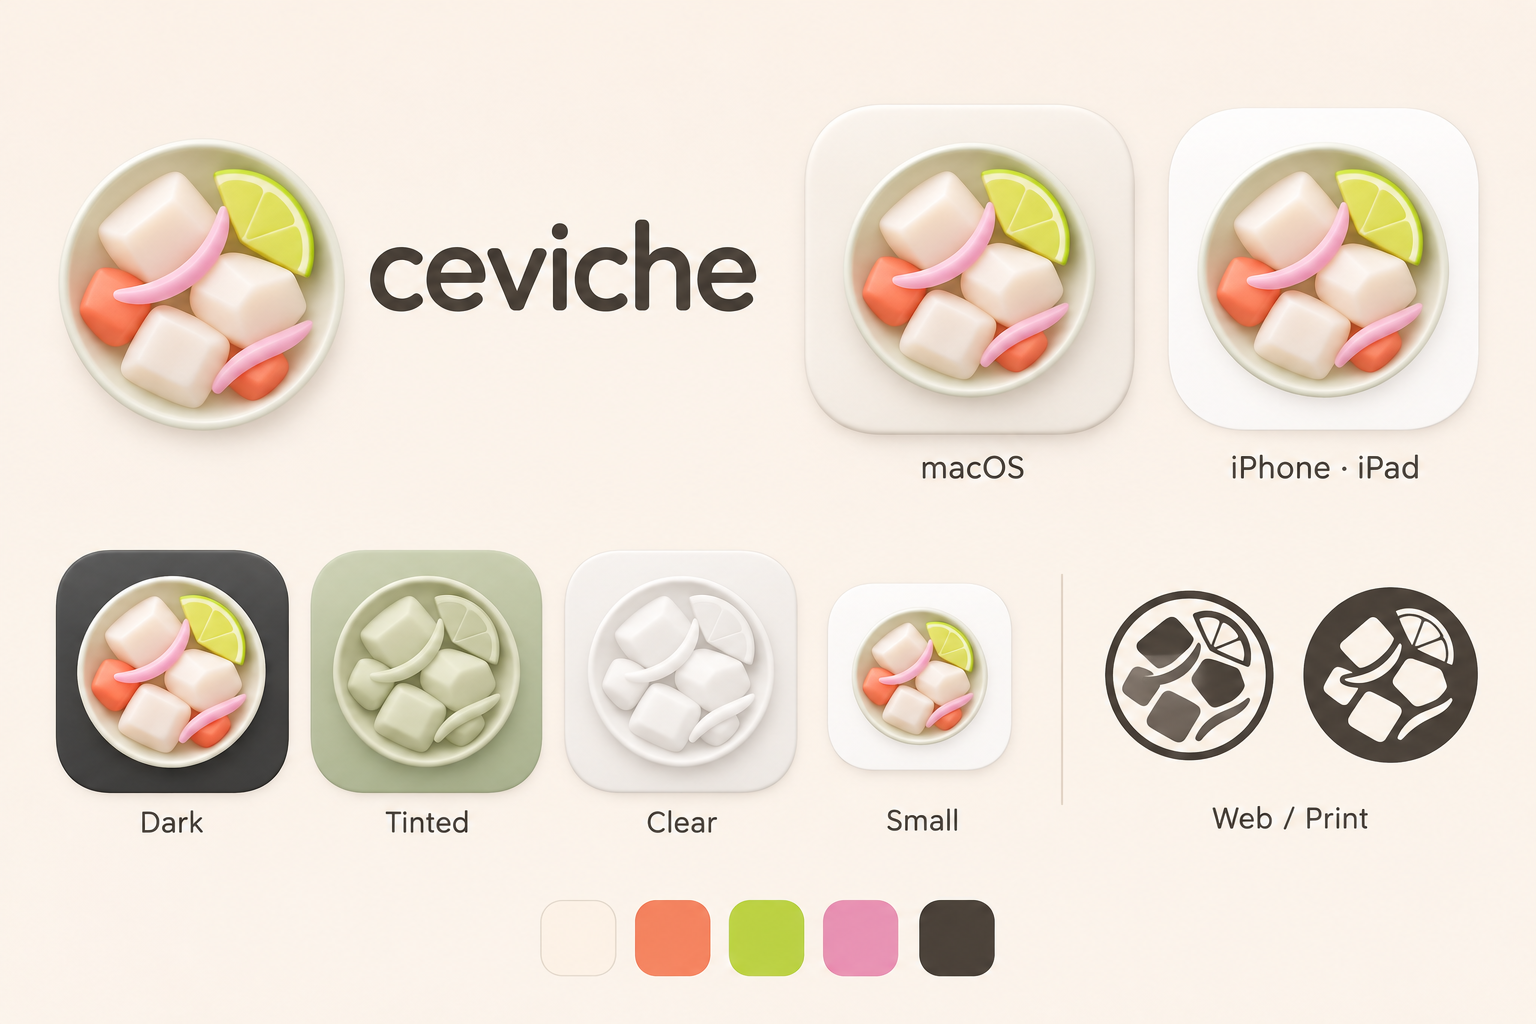 ceviche
macOS
iPhone · iPad
Dark
Tinted
Clear
Small
Web / Print